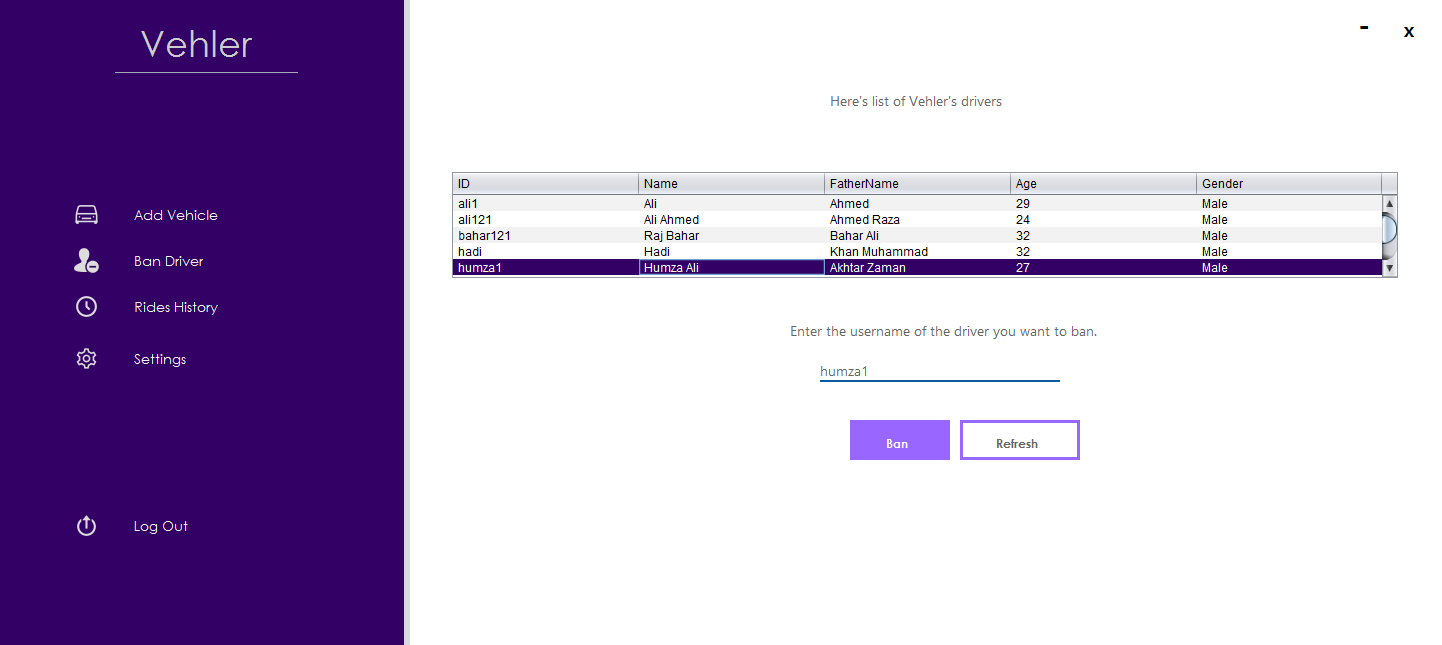 Vehler
- x
Add Vehicle
Ban Driver
Rides History
Settings
Log Out
Here's list of Vehler's drivers
ID Name FatherName Age Gender
ali1 Ali Ahmed 29 Male
ali121 Ali Ahmed Ahmed Raza 24 Male
bahar121 Raj Bahar Bahar Ali 32 Male
hadi Hadi Khan Muhammad 32 Male
humza1 Humza Ali Akhtar Zaman 27 Male
Enter the username of the driver you want to ban.
humza1
Ban Refresh